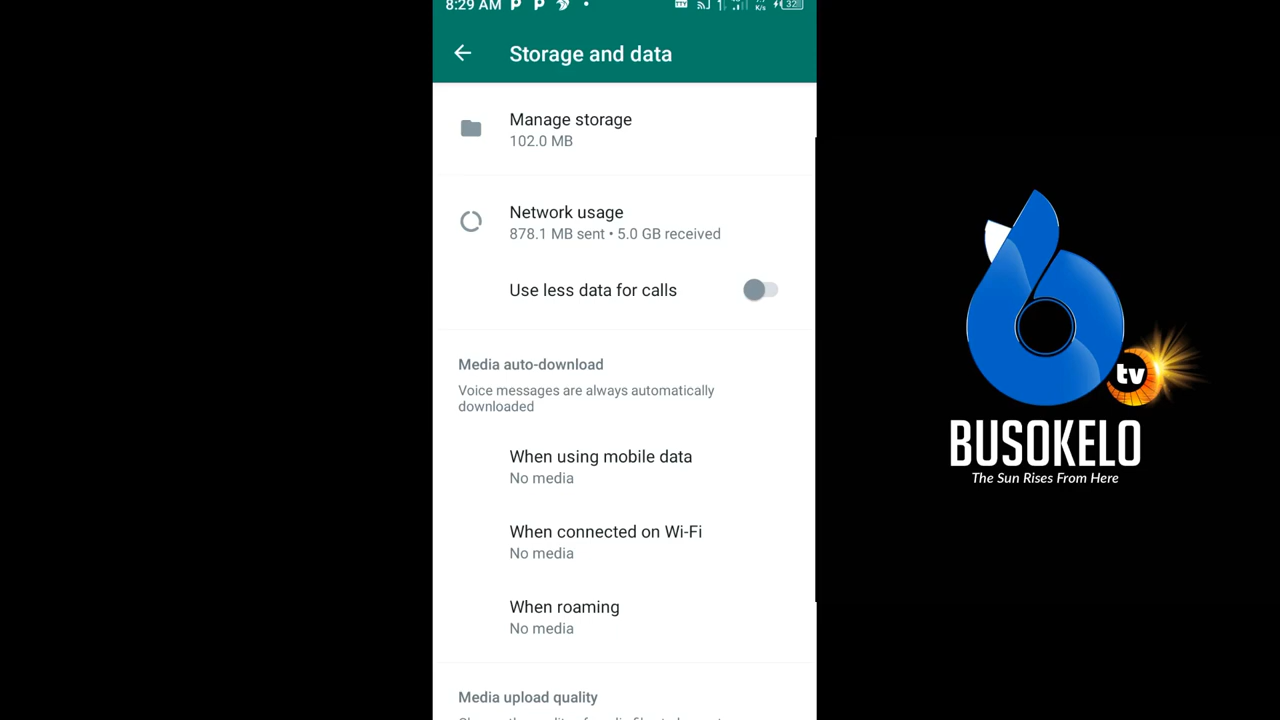 8:29 AM
Storage and data
Manage storage
102.0 MB
Network usage
878.1 MB sent • 5.0 GB received
Use less data for calls
Media auto-download
Voice messages are always automatically
downloaded
When using mobile data
No media
When connected on Wi-Fi
No media
When roaming
No media
Media upload quality
tv
BUSOKELO
The Sun Rises From Here